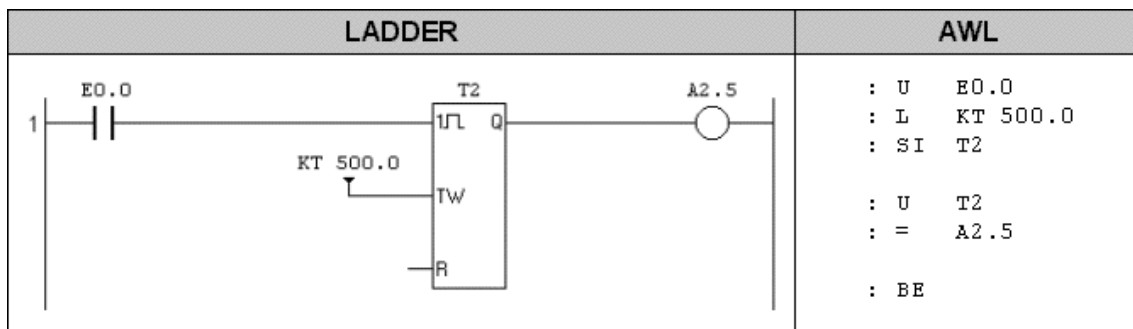 LADDER
AWL
E0.0
T2
A2.5
1
1 Q
KT 500.0
TW
R
: U E0.0
: L KT 500.0
: SI T2
: U T2
: = A2.5
: BE